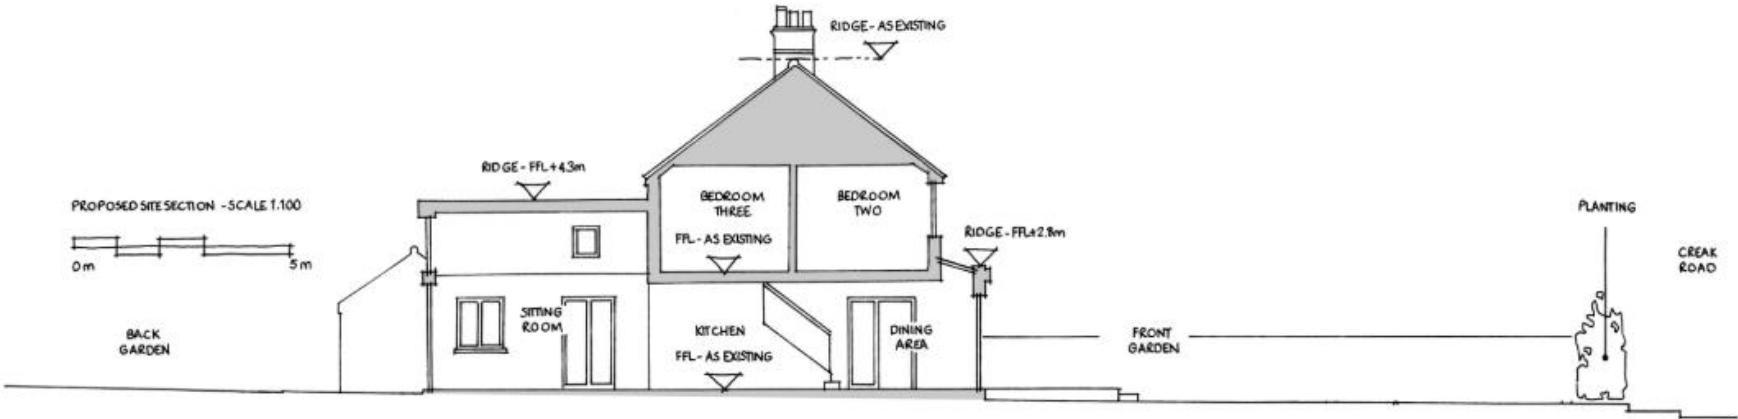 RIDGE - AS EXISTING
RIDGE - FFL + 4.3m
PROPOSED SITE SECTION - SCALE 1:100
0m
5m
BEDROOM
THREE
FFL - AS EXISTING
BEDROOM
TWO
RIDGE - FFL + 2.8m
PLANTING
CREAK
ROAD
BACK
GARDEN
SITTING
ROOM
KITCHEN
FFL - AS EXISTING
DINING
AREA
FRONT
GARDEN